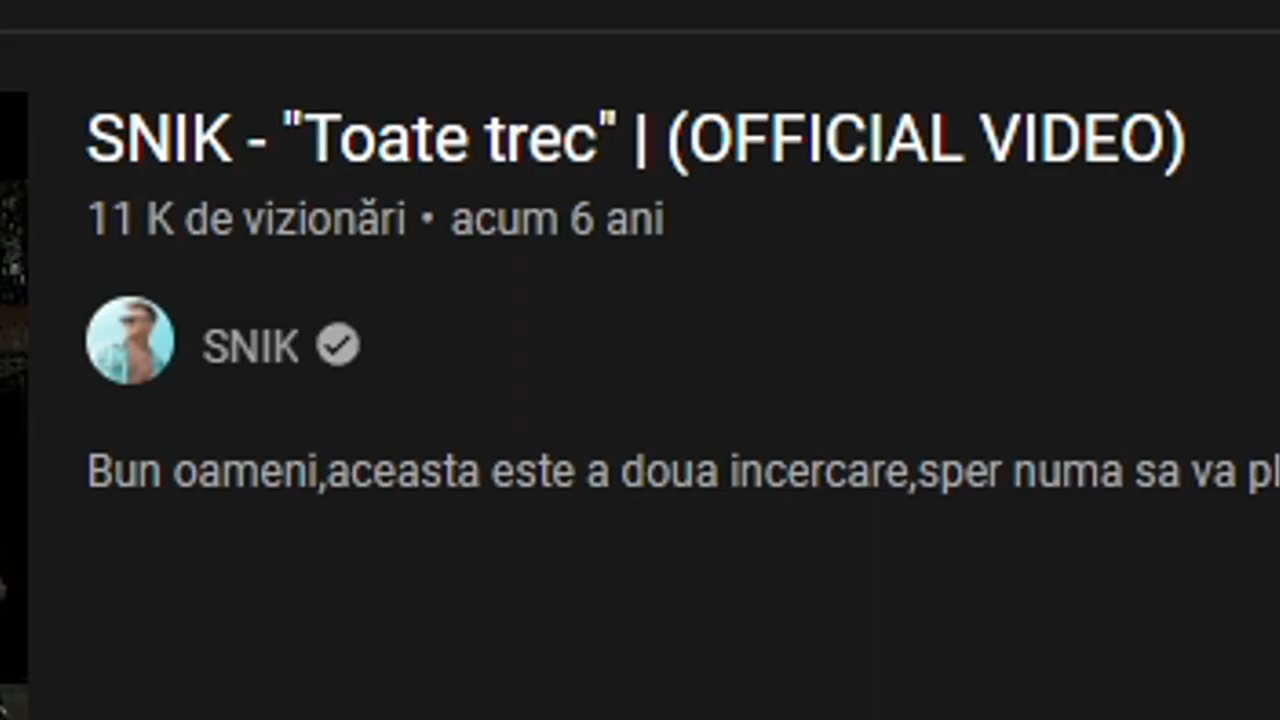 SNIK - "Toate trec" | (OFFICIAL VIDEO)
11 K de vizionări • acum 6 ani
SNIK
Bun oameni,aceasta este a doua incercare,sper numa sa va pl